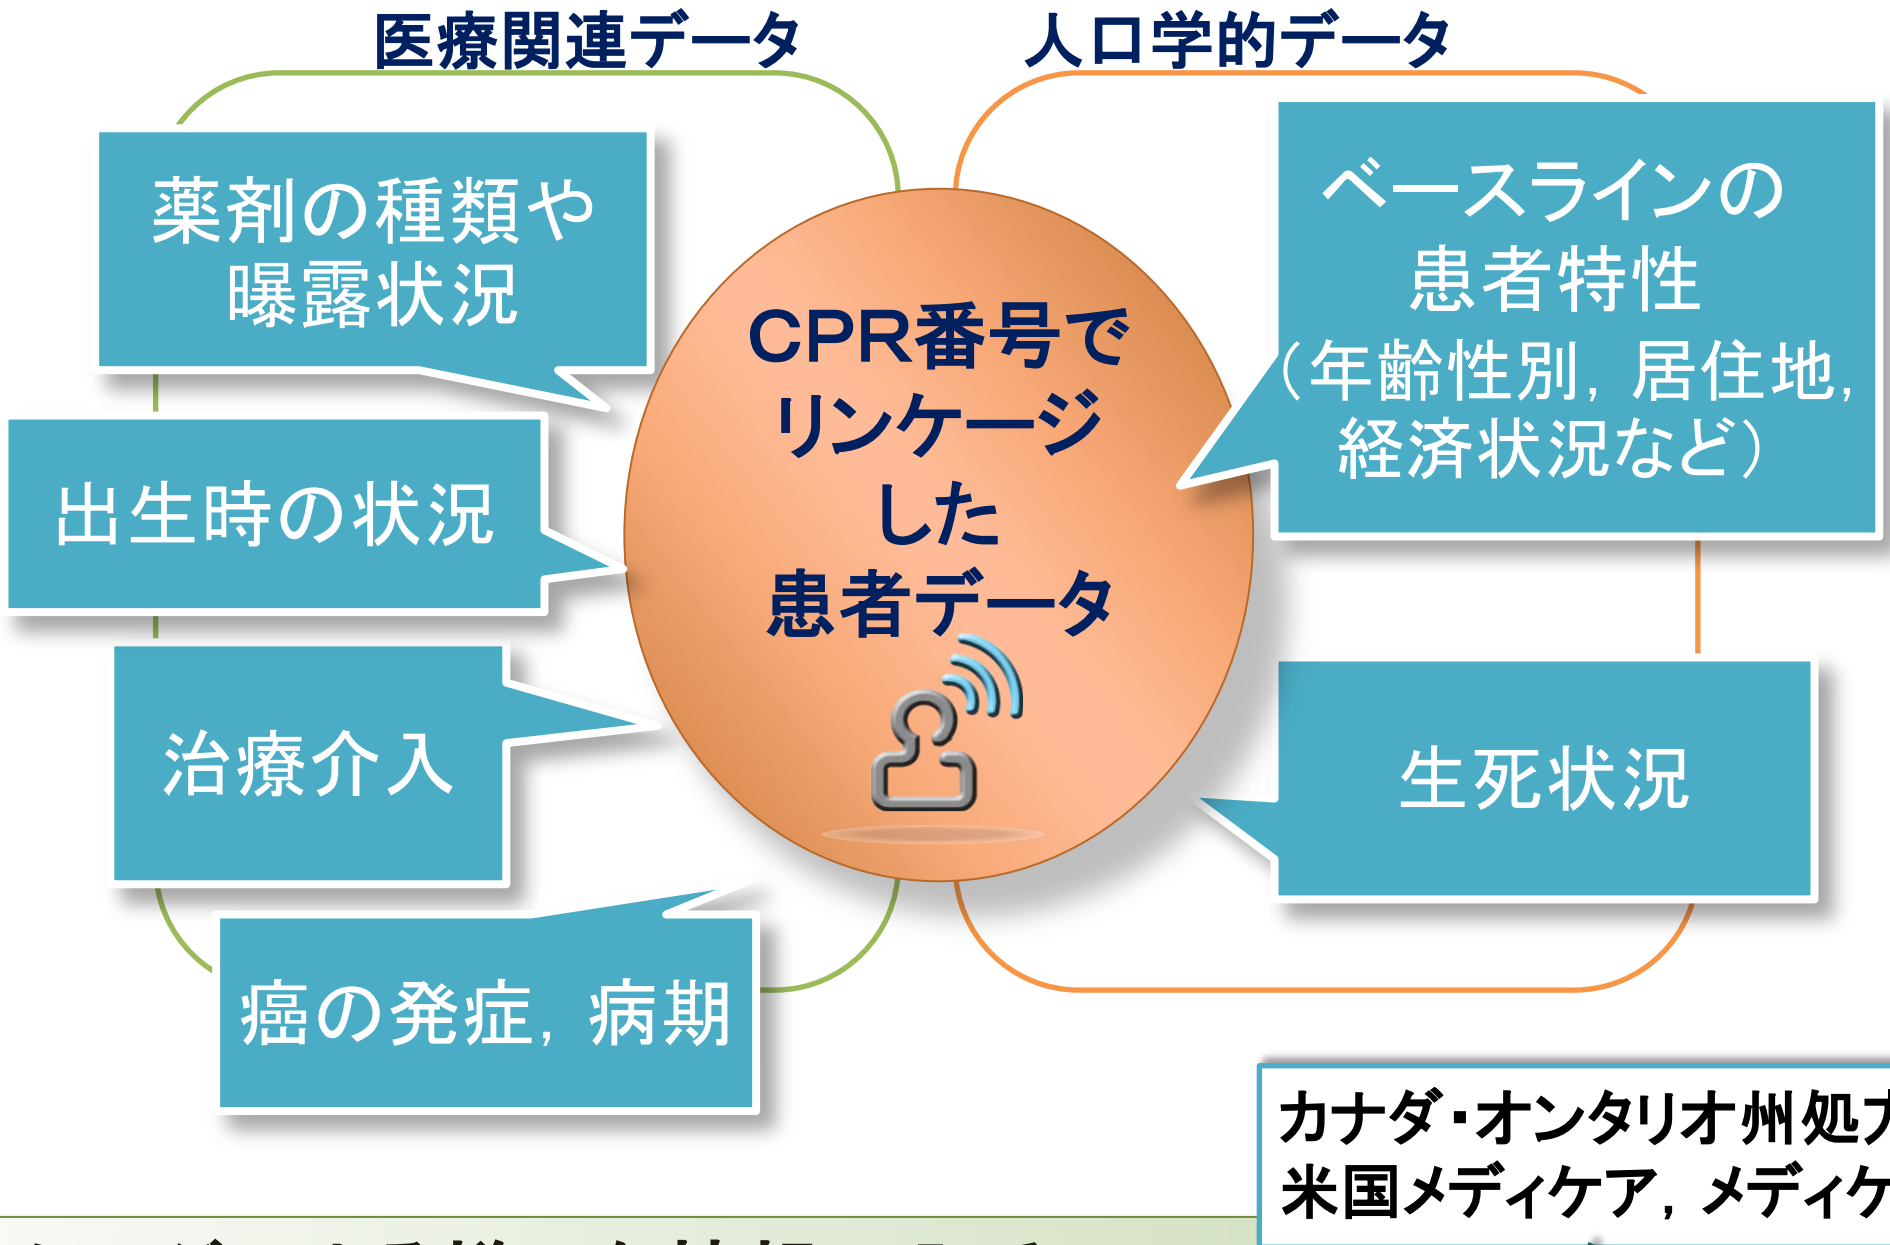 医療関連データ
人口学的データ
薬剤の種類や
曝露状況
出生時の状況
治療介入
癌の発症, 病期
CPR番号で
リンケージ
した
患者データ
ベースラインの
患者特性
（年齢性別, 居住地,
経済状況など）
生死状況
カナダ・オンタリオ州処
米国メディケア, メディケ